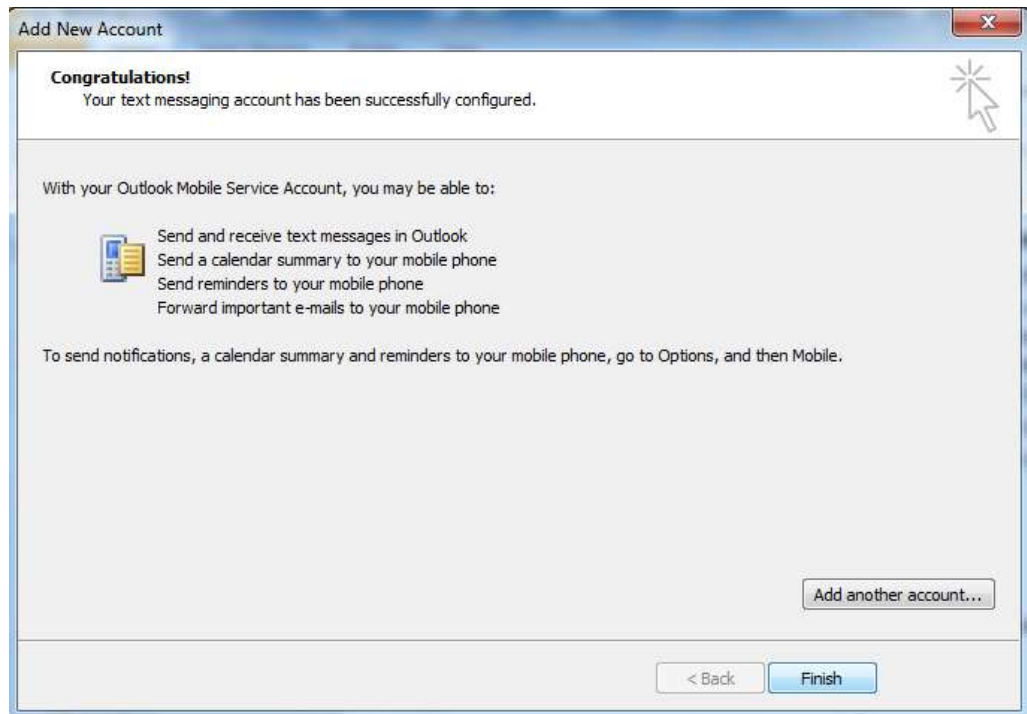 Add New Account
Congratulations!
Your text messaging account has been successfully configured.
With your Outlook Mobile Service Account, you may be able to:
Send and receive text messages in Outlook
Send a calendar summary to your mobile phone
Send reminders to your mobile phone
Forward important e-mails to your mobile phone
To send notifications, a calendar summary and reminders to your mobile phone, go to Options, and then Mobile.
Add another account...
< Back
Finish